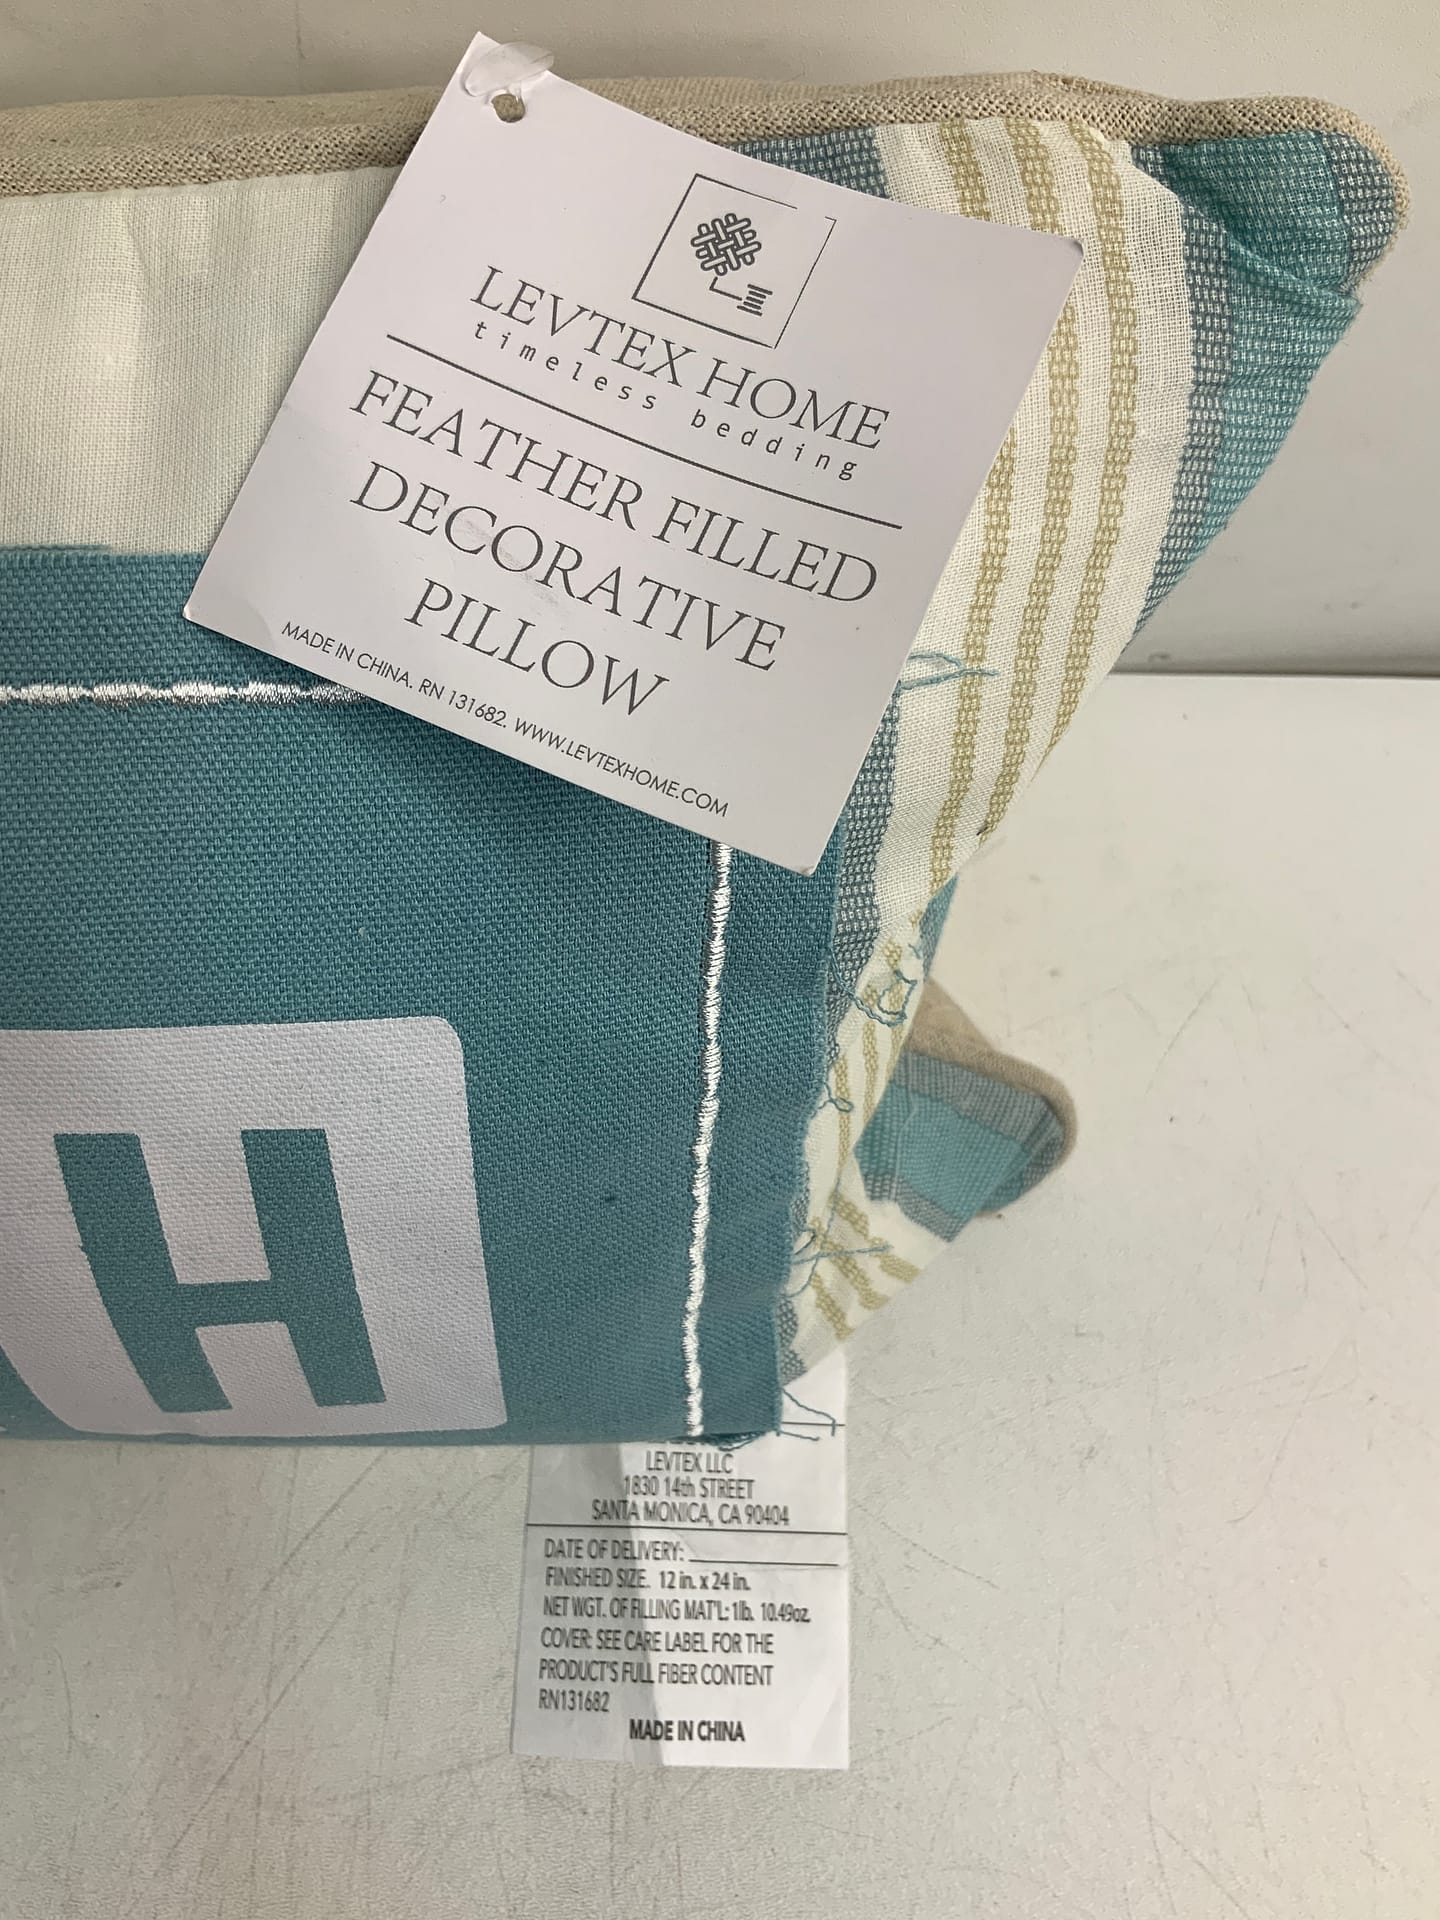 LEVTEX HOME
timeless bedding
FEATHER FILLED
DECORATIVE
PILLOW
MADE IN CHINA. RN 131682. WWW.LEVTEXHOME.COM
H
LEVTEX LLC
1830 14th STREET
SANTA MONICA, CA 90404
DATE OF DELIVERY:
FINISHED SIZE. 12 in. x 24 in.
NET WGT. OF FILLING MAT'L: 1lb. 10.49oz.
COVER: SEE CARE LABEL FOR THE
PRODUCT'S FULL FIBER CONTENT
RN131682
MADE IN CHINA